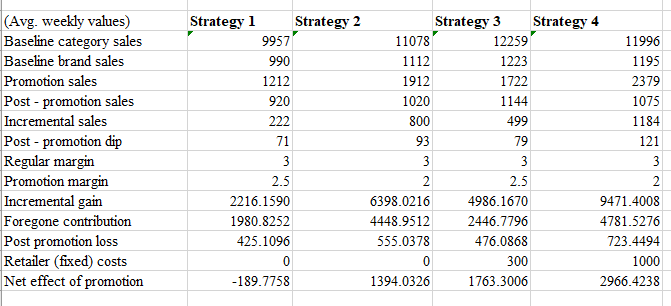 (Avg. weekly values) Strategy 1 Strategy 2 Strategy 3 Strategy 4
Baseline category sales 9957 11078 12259 11996
Baseline brand sales 990 1112 1223 1195
Promotion sales 1212 1912 1722 2379
Post - promotion sales 920 1020 1144 1075
Incremental sales 222 800 499 1184
Post - promotion dip 71 93 79 121
Regular margin 3 3 3 3
Promotion margin 2.5 2 2.5 2
Incremental gain 2216.1590 6398.0216 4986.1670 9471.4008
Foregone contribution 1980.8252 4448.9512 2446.7796 4781.5276
Post promotion loss 425.1096 555.0378 476.0868 723.4494
Retailer (fixed) costs 0 0 300 1000
Net effect of promotion -189.7758 1394.0326 1763.3006 2966.4238